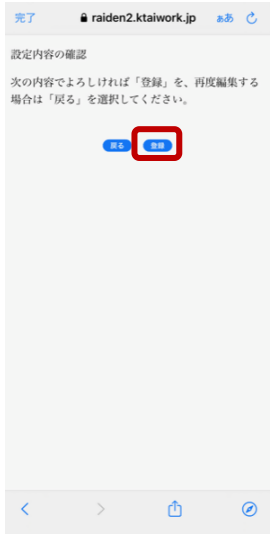 完了 raiden2.ktaiwork.jp ぁあ
設定内容の確認
次の内容でよろしければ「登録」を、再度編集する
場合は「戻る」を選択してください。
戻る 登録